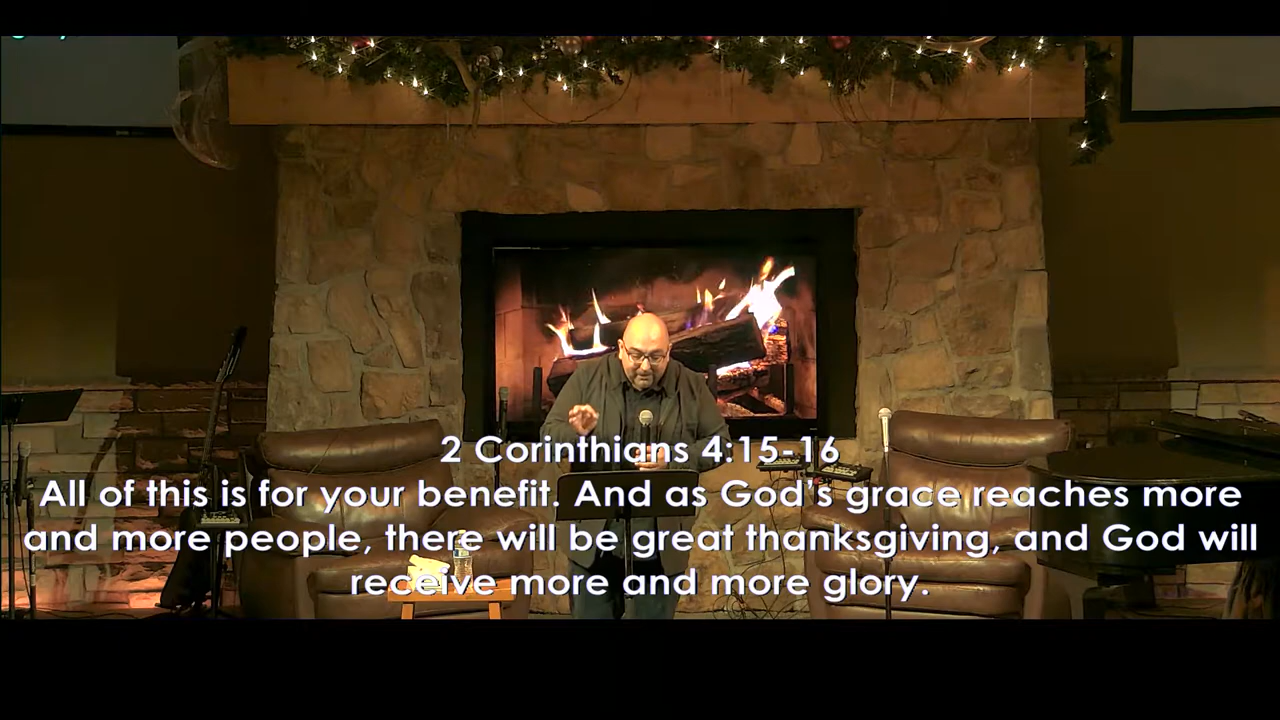 2 Corinthians 4:15-16
All of this is for your benefit. And as God's grace reaches more
and more people, there will be great thanksgiving, and God will
receive more and more glory.